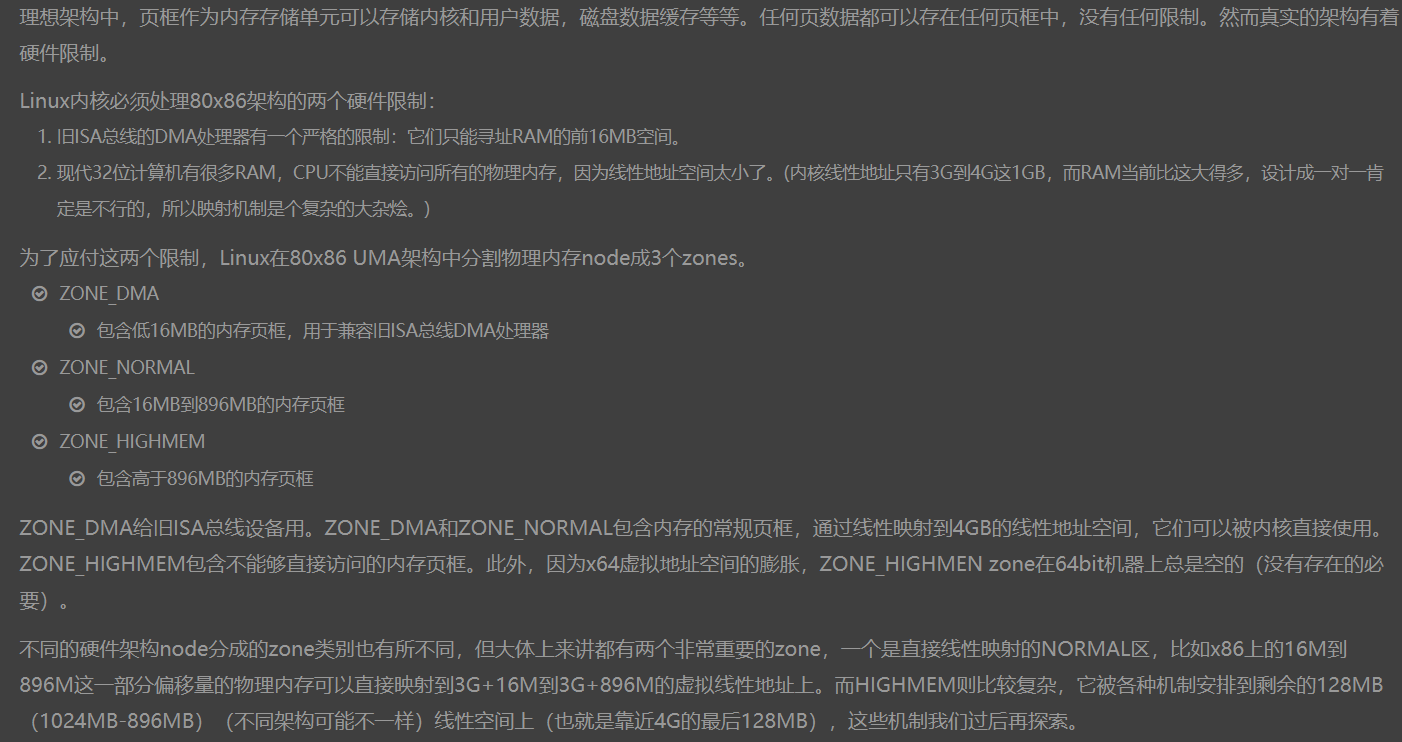 理想架构中，页框作为内存存储单元可以存储内核和用户数据，磁盘数据缓存等等。任何页数据都可以存在任何页框中，没有任何限制。然而真实的架构有着
硬件限制。
Linux内核必须处理80x86架构的两个硬件限制：
1. 旧ISA总线的DMA处理器有一个严格的限制：它们只能寻址RAM的前16MB空间。
2. 现代32位计算机有很多RAM，CPU不能直接访问所有的物理内存，因为线性地址空间太小了。(内核线性地址只有3G到4G这1GB，而RAM当前比这大得多，设计成一对一肯
定是不行的，所以映射机制是个复杂的大杂烩。)
为了应付这两个限制，Linux在80x86 UMA架构中分割物理内存node成3个zones。
ZONE_DMA
包含低16MB的内存页框，用于兼容旧ISA总线DMA处理器
ZONE_NORMAL
包含16MB到896MB的内存页框
ZONE_HIGHMEM
包含高于896MB的内存页框
ZONE_DMA给旧ISA总线设备用。ZONE_DMA和ZONE_NORMAL包含内存的常规页框，通过线性映射到4GB的线性地址空间，它们可以被内核直接使用。
ZONE_HIGHMEM包含不能够直接访问的内存页框。此外，因为x64虚拟地址空间的膨胀，ZONE_HIGHMEN zone在64bit机器上总是空的（没有存在的必
要）。
不同的硬件架构node分成的zone类别也有所不同，但大体上来讲都有两个非常重要的zone，一个是直接线性映射的NORMAL区，比如x86上的16M到
896M这一部分偏移量的物理内存可以直接映射到3G+16M到3G+896M的虚拟线性地址上。而HIGHMEM则比较复杂，它被各种机制安排到剩余的128MB
（1024MB-896MB）（不同架构可能不一样）线性空间上（也就是靠近4G的最后128MB），这些机制我们过后再探索。